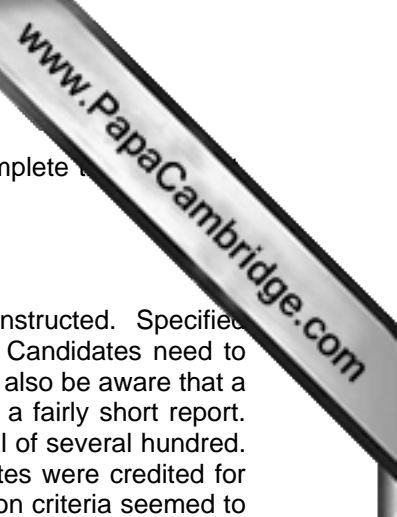 www.PapaCambridge.com
mplete
nstructed. Specified
Candidates need to
also be aware that a
a fairly short report.
l of several hundred.
tes were credited for
on criteria seemed to